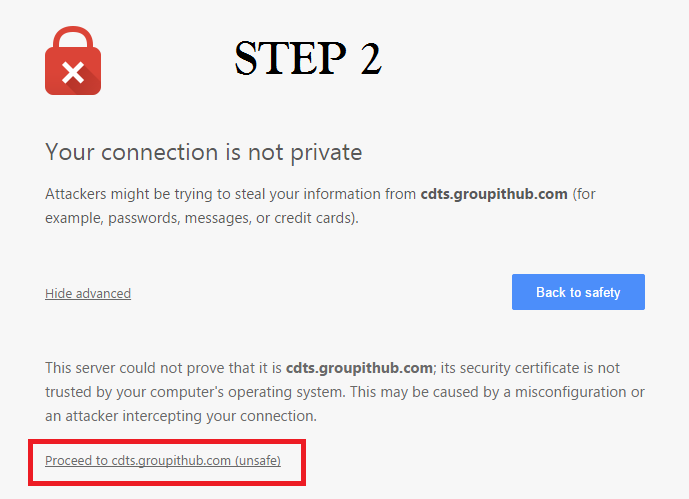 STEP 2
Your connection is not private
Attackers might be trying to steal your information from cdts.groupithub.com (for
example, passwords, messages, or credit cards).
Hide advanced
Back to safety
This server could not prove that it is cdts.groupithub.com; its security certificate is not
trusted by your computer's operating system. This may be caused by a misconfiguration or
an attacker intercepting your connection.
Proceed to cdts.groupithub.com (unsafe)